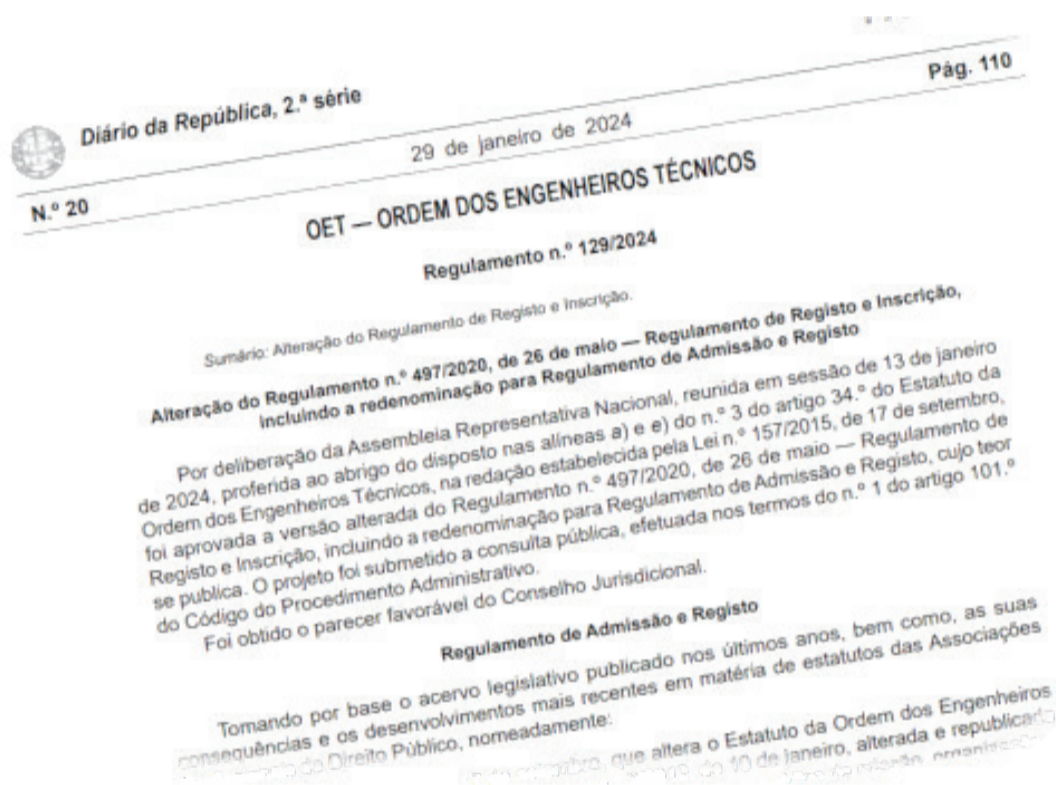 Diário da República, 2.ª série
Pág. 110
N.º 20
29 de janeiro de 2024
OET — ORDEM DOS ENGENHEIROS TÉCNICOS
Regulamento n.º 129/2024
Sumário: Alteração do Regulamento de Registo e Inscrição.
Alteração do Regulamento n.º 497/2020, de 26 de maio — Regulamento de Registo e Inscrição,
incluindo a redenominação para Regulamento de Admissão e Registo
Por deliberação da Assembleia Representativa Nacional, reunida em sessão de 13 de janeiro
de 2024, proferida ao abrigo do disposto nas alíneas a) e e) do n.º 3 do artigo 34.º do Estatuto da
Ordem dos Engenheiros Técnicos, na redação estabelecida pela Lei n.º 157/2015, de 17 de setembro,
foi aprovada a versão alterada do Regulamento n.º 497/2020, de 26 de maio — Regulamento de
Registo e Inscrição, incluindo a redenominação para Regulamento de Admissão e Registo, cujo teor
se publica. O projeto foi submetido a consulta pública, efetuada nos termos do n.º 1 do artigo 101.º
do Código do Procedimento Administrativo.
Foi obtido o parecer favorável do Conselho Jurisdicional.
Regulamento de Admissão e Registo
Tomando por base o acervo legislativo publicado nos últimos anos, bem como, as suas
consequências e os desenvolvimentos mais recentes em matéria de estatutos das Associações
de Direito Público, nomeadamente:
que altera o Estatuto da Ordem dos Engenheiros
de 10 de janeiro, alterada e republicada